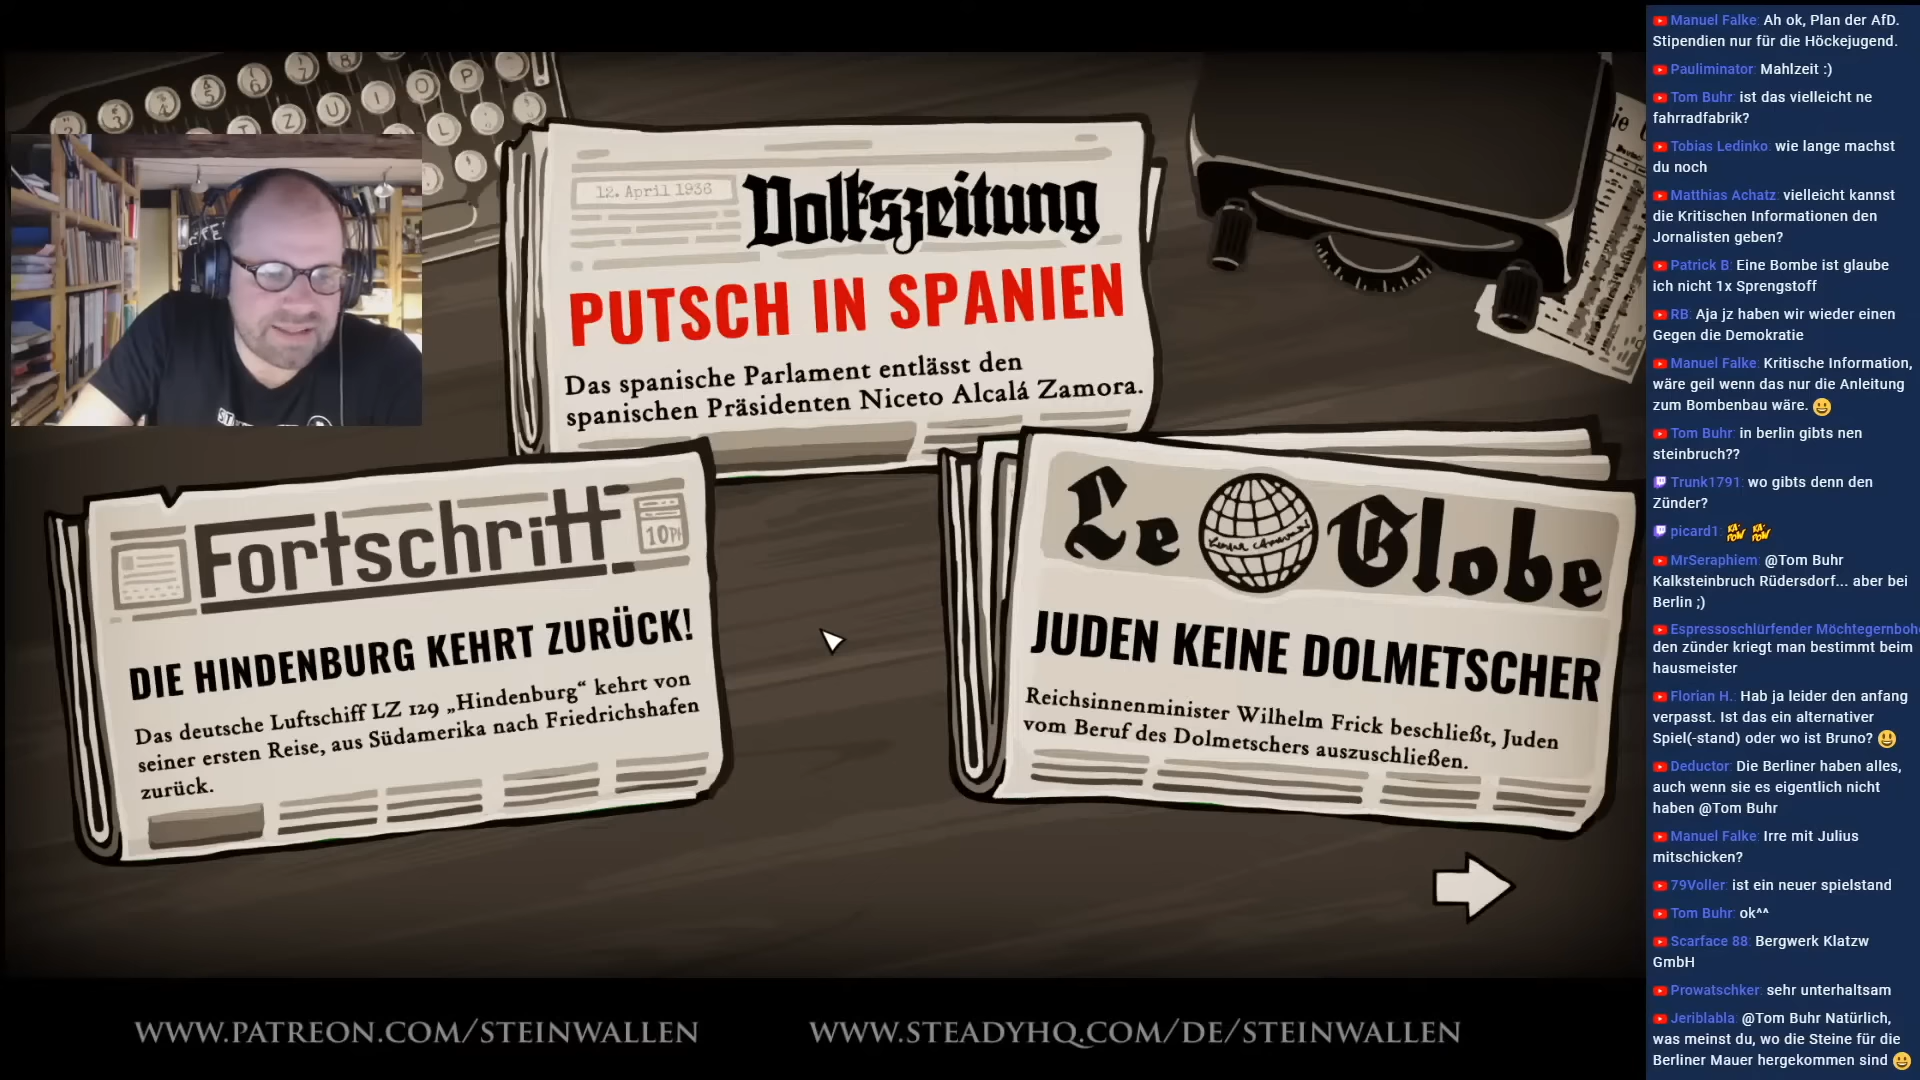 12. April 1936
Volkszeitung
PUTSCH IN SPANIEN
Das spanische Parlament entlässt den
spanischen Präsidenten Niceto Alcalá Zamora.
Fortschritt
10Pf
DIE HINDENBURG KEHRT ZURÜCK!
Das deutsche Luftschiff LZ 129 „Hindenburg“ kehrt von
seiner ersten Reise, aus Südamerika nach Friedrichshafen
zurück.
Le Globe
JUDEN KEINE DOLMETSCHER
Reichsinnenminister Wilhelm Frick beschließt, Juden
vom Beruf des Dolmetschers auszuschließen.
WWW.PATREON.COM/STEINWALLEN
WWW.STEADYHQ.COM/DE/STEINWALLEN
Manuel Falke: Ah ok, Plan der AfD.
Stipendien nur für die Höckejugend.
Pauliminator: Mahlzeit :)
Tom Buhr: ist das vielleicht ne
fahrradfabrik?
Tobias Ledinko: wie lange machst
du noch
Matthias Achatz: vielleicht kannst
die Kritischen Informationen den
Jornalisten geben?
Patrick B: Eine Bombe ist glaube
ich nicht 1x Sprengstoff
RB: Aja jz haben wir wieder einen
Gegen die Demokratie
Manuel Falke: Kritische Information,
wäre geil wenn das nur die Anleitung
zum Bombenbau wäre. 😀
Tom Buhr: in berlin gibts nen
steinbruch??
Trunk1791: wo gibts denn den
Zünder?
picard1:
MrSeraphiem: @Tom Buhr
Kalksteinbruch Rüdersdorf... aber bei
Berlin ;)
Espressoschlürfender Möchtegernbohe
den zünder kriegt man bestimmt beim
hausmeister
Florian H.: Hab ja leider den anfang
verpasst. Ist das ein alternativer
Spiel(-stand) oder wo ist Bruno? 😀
Deductor: Die Berliner haben alles,
auch wenn sie es eigentlich nicht
haben @Tom Buhr
Manuel Falke: Irre mit Julius
mitschicken?
79Voller: ist ein neuer spielstand
Tom Buhr: ok^^
Scarface 88: Bergwerk Klatzw
GmbH
Prowatschker: sehr unterhaltsam
Jeriblabla: @Tom Buhr Natürlich,
was meinst du, wo die Steine für die
Berliner Mauer hergekommen sind 😀